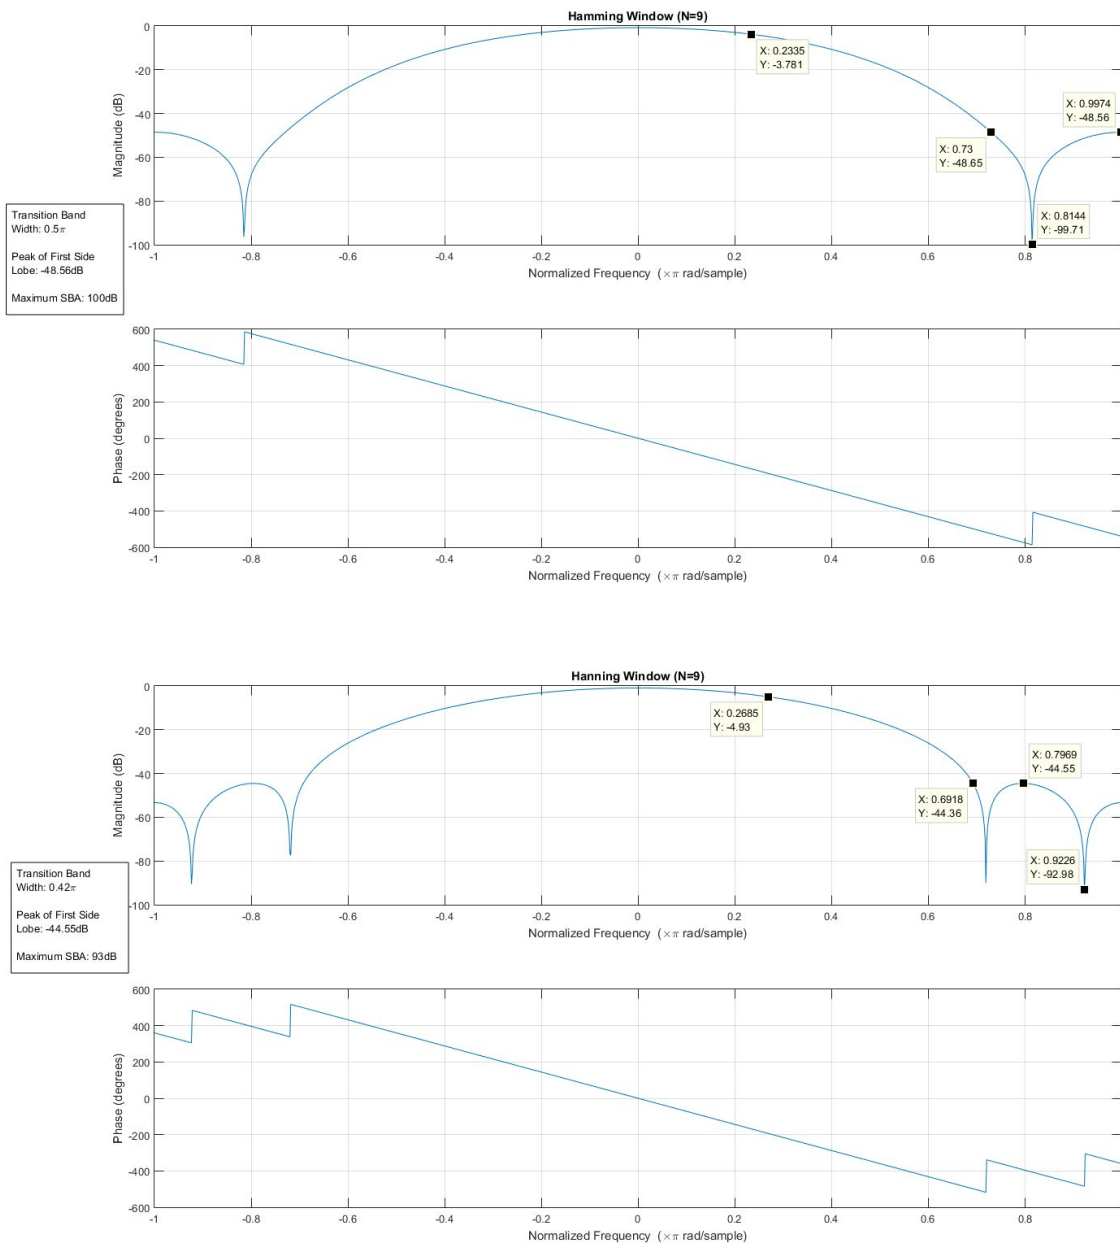 Hamming Window (N=9)
0
-20
-40
-60
-80
-100
Magnitude (dB)
X: 0.2335
Y: -3.781
X: 0.9974
Y: -48.56
X: 0.73
Y: -48.65
X: 0.8144
Y: -99.71
-1 -0.8 -0.6 -0.4 -0.2 0 0.2 0.4 0.6 0.8
Normalized Frequency (×π rad/sample)
Transition Band
Width: 0.5π
Peak of First Side
Lobe: -48.56dB
Maximum SBA: 100dB
600
400
200
0
-200
-400
-600
Phase (degrees)
-1 -0.8 -0.6 -0.4 -0.2 0 0.2 0.4 0.6 0.8
Normalized Frequency (×π rad/sample)
Hanning Window (N=9)
0
-20
-40
-60
-80
-100
Magnitude (dB)
X: 0.2685
Y: -4.93
X: 0.7969
Y: -44.55
X: 0.6918
Y: -44.36
X: 0.9226
Y: -92.98
-1 -0.8 -0.6 -0.4 -0.2 0 0.2 0.4 0.6 0.8
Normalized Frequency (×π rad/sample)
Transition Band
Width: 0.42π
Peak of First Side
Lobe: -44.55dB
Maximum SBA: 93dB
600
400
200
0
-200
-400
-600
Phase (degrees)
-1 -0.8 -0.6 -0.4 -0.2 0 0.2 0.4 0.6 0.8
Normalized Frequency (×π rad/sample)